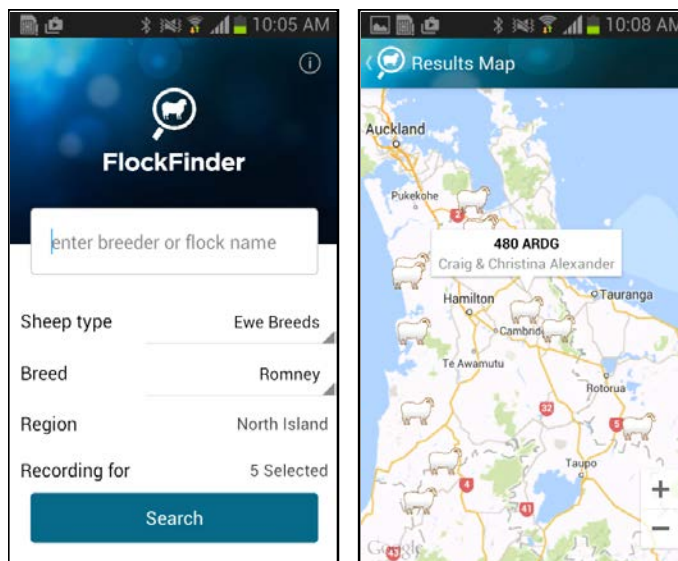 10:05 AM
FlockFinder
enter breeder or flock name
Sheep type Ewe Breeds
Breed Romney
Region North Island
Recording for 5 Selected
Search
10:08 AM
Results Map
Auckland
Pukekohe
2
480 ARDG
Craig & Christina Alexander
Hamilton
Tauranga
Te Awamutu
Rotorua
32
5
Taupo
4
41
43
+
−